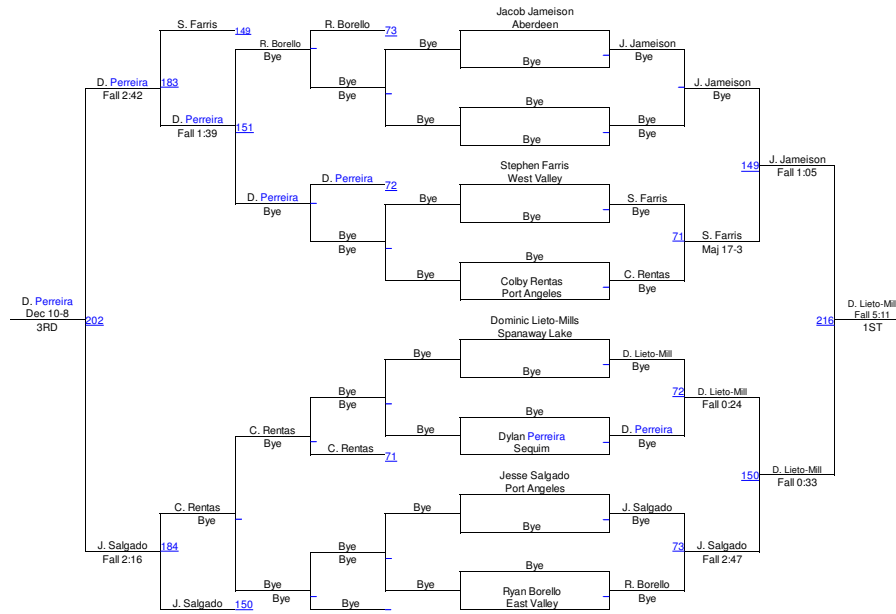 Jacob Jameison
S. Farris
149
R. Borello
73
Aberdeen
R. Borello
Bye
Bye
J. Jameison
Bye
Bye
D. Perreira
183
Fall 2:42
Bye
Bye
J. Jameison
Bye
Bye
D. Perreira
151
Fall 1:39
Bye
Bye
Bye
Bye
Bye
Stephen Farris
149
J. Jameison
Fall 1:05
D. Perreira
72
West Valley
D. Perreira
Bye
Bye
S. Farris
Bye
Bye
Bye
Bye
71
S. Farris
Maj 17-3
Bye
Bye
Colby Rentas
C. Rentas
Port Angeles
Bye
D. Perreira
Dec 10-8
3RD
202
D. Lieto-Mill
Fall 5:11
1ST
216
Dominic Lieto-Mills
Spanaway Lake
D. Lieto-Mill
Bye
Bye
Bye
Bye
72
D. Lieto-Mill
Fall 0:24
Bye
C. Rentas
Bye
C. Rentas
71
Bye
Bye
Dylan Perreira
Sequim
D. Perreira
Bye
150
D. Lieto-Mill
Fall 0:33
Jesse Salgado
Port Angeles
C. Rentas
Bye
Bye
J. Salgado
Bye
Bye
J. Salgado
184
Fall 2:16
Bye
Bye
73
J. Salgado
Fall 2:47
Bye
Bye
Bye
Bye
Ryan Borello
R. Borello
Bye
J. Salgado
150
Bye
East Valley